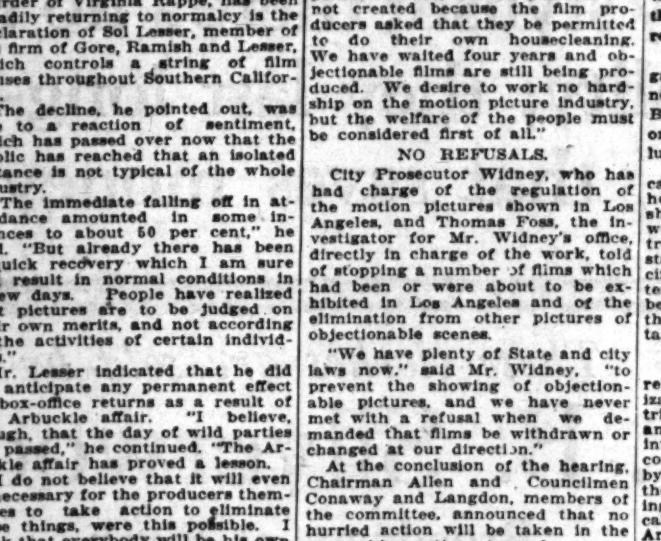 rder of Virginia Rappe, has been
adily returning to normalcy is the
laration of Sol Lesser, member of
firm of Gore, Ramish and Lesser,
ich controls a string of film
uses throughout Southern Califor-
The decline, he pointed out, was
to a reaction of sentiment,
ich has passed over now that the
blic has reached that an isolated
tance is not typical of the whole
ustry.
"The immediate falling off in at-
dance amounted in some in-
nces to about 50 per cent," he
"But already there has been
quick recovery which I am sure
result in normal conditions in
ew days. People have realized
t pictures are to be judged on
ir own merits, and not according
the activities of certain individ-
Mr. Lesser indicated that he did
anticipate any permanent effect
box-office returns as a result of
Arbuckle affair. "I believe,
ugh, that the day of wild parties
passed," he continued. "The Ar-
kle affair has proved a lesson.
I do not believe that it will even
necessary for the producers them-
es to take action to eliminate
e things, were this possible. I
k that everybody will be his own
not created because the film pro-
ducers asked that they be permitted
to do their own housecleaning.
We have waited four years and ob-
jectionable films are still being pro-
duced. We desire to work no hard-
ship on the motion picture industry,
but the welfare of the people must
be considered first of all."
NO REFUSALS.
City Prosecutor Widney, who has
had charge of the regulation of
the motion pictures shown in Los
Angeles, and Thomas Foss, the in-
vestigator for Mr. Widney's office,
directly in charge of the work, told
of stopping a number of films which
had been or were about to be ex-
hibited in Los Angeles and of the
elimination from other pictures of
objectionable scenes.
"We have plenty of State and city
laws now," said Mr. Widney, "to
prevent the showing of objection-
able pictures, and we have never
met with a refusal when we de-
manded that films be withdrawn or
changed at our direction."
At the conclusion of the hearing,
Chairman Allen and Councilmen
Conaway and Langdon, members of
the committee, announced that no
hurried action will be taken in the